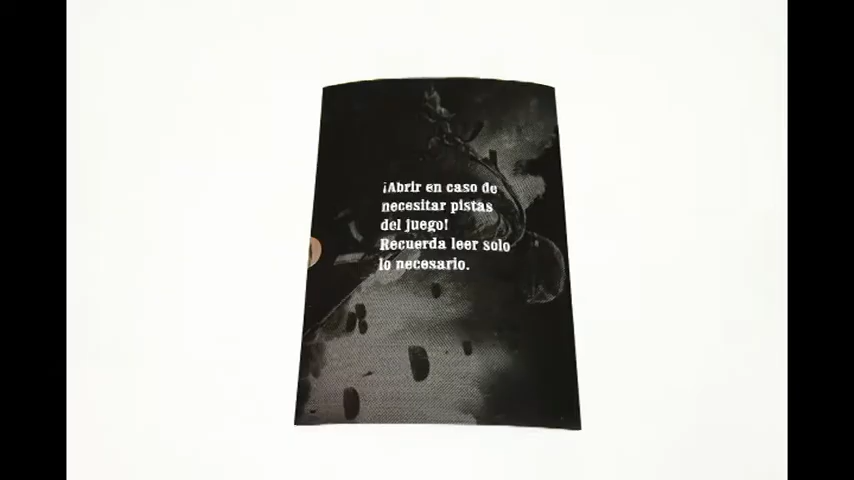 ¡Abrir en caso de
necesitar pistas
del juego!
Recuerda leer solo
lo necesario.